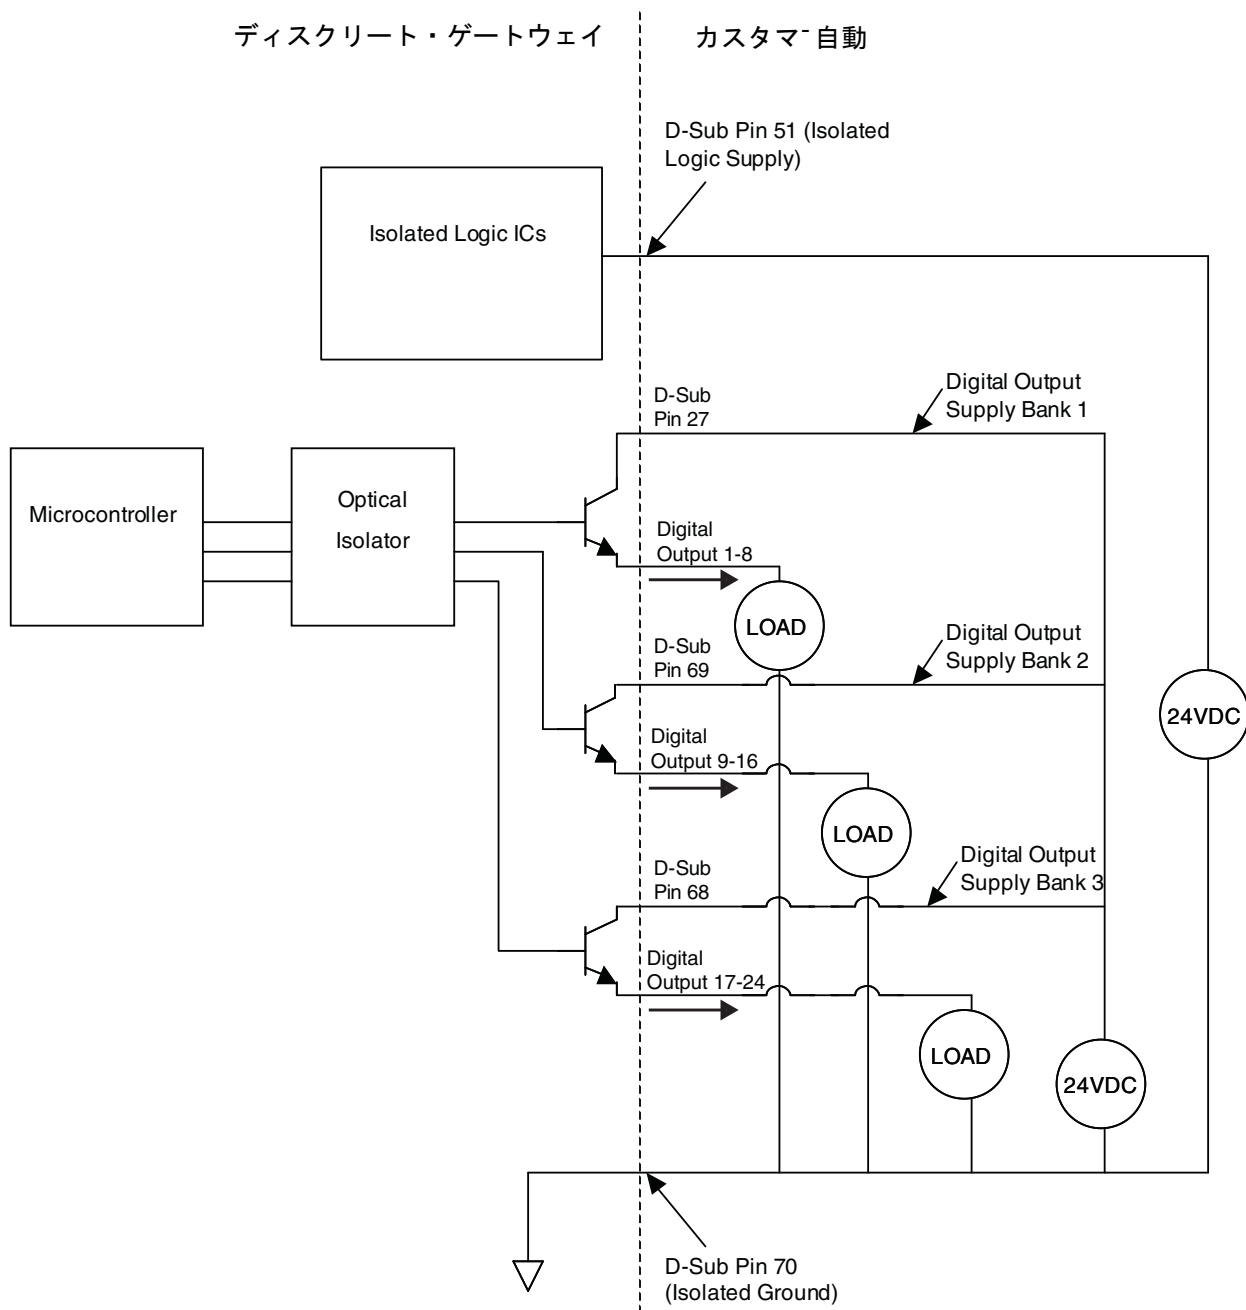 ディスクリート・ゲートウェイ
カスタマ-自動
D-Sub Pin 51 (Isolated
Logic Supply)
Isolated Logic ICs
D-Sub
Pin 27
Digital Output
Supply Bank 1
Microcontroller
Optical
Isolator
Digital
Output 1-8
LOAD
D-Sub
Pin 69
Digital Output
Supply Bank 2
24VDC
Digital
Output 9-16
LOAD
D-Sub
Pin 68
Digital Output
Supply Bank 3
Digital
Output 17-24
LOAD
24VDC
D-Sub Pin 70
(Isolated Ground)